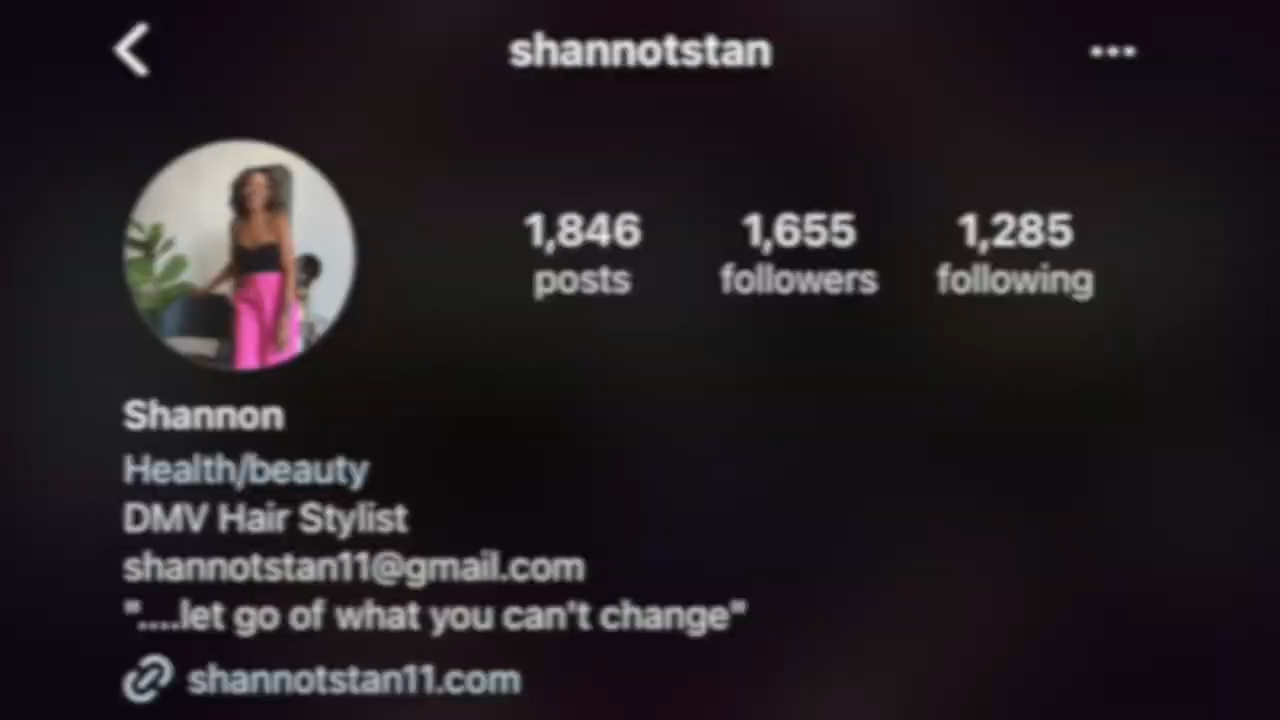 shannotstan
1,846 1,655 1,285
posts followers following
Shannon
Health/beauty
DMV Hair Stylist
shannotstan11@gmail.com
"....let go of what you can't change"
shannotstan11.com